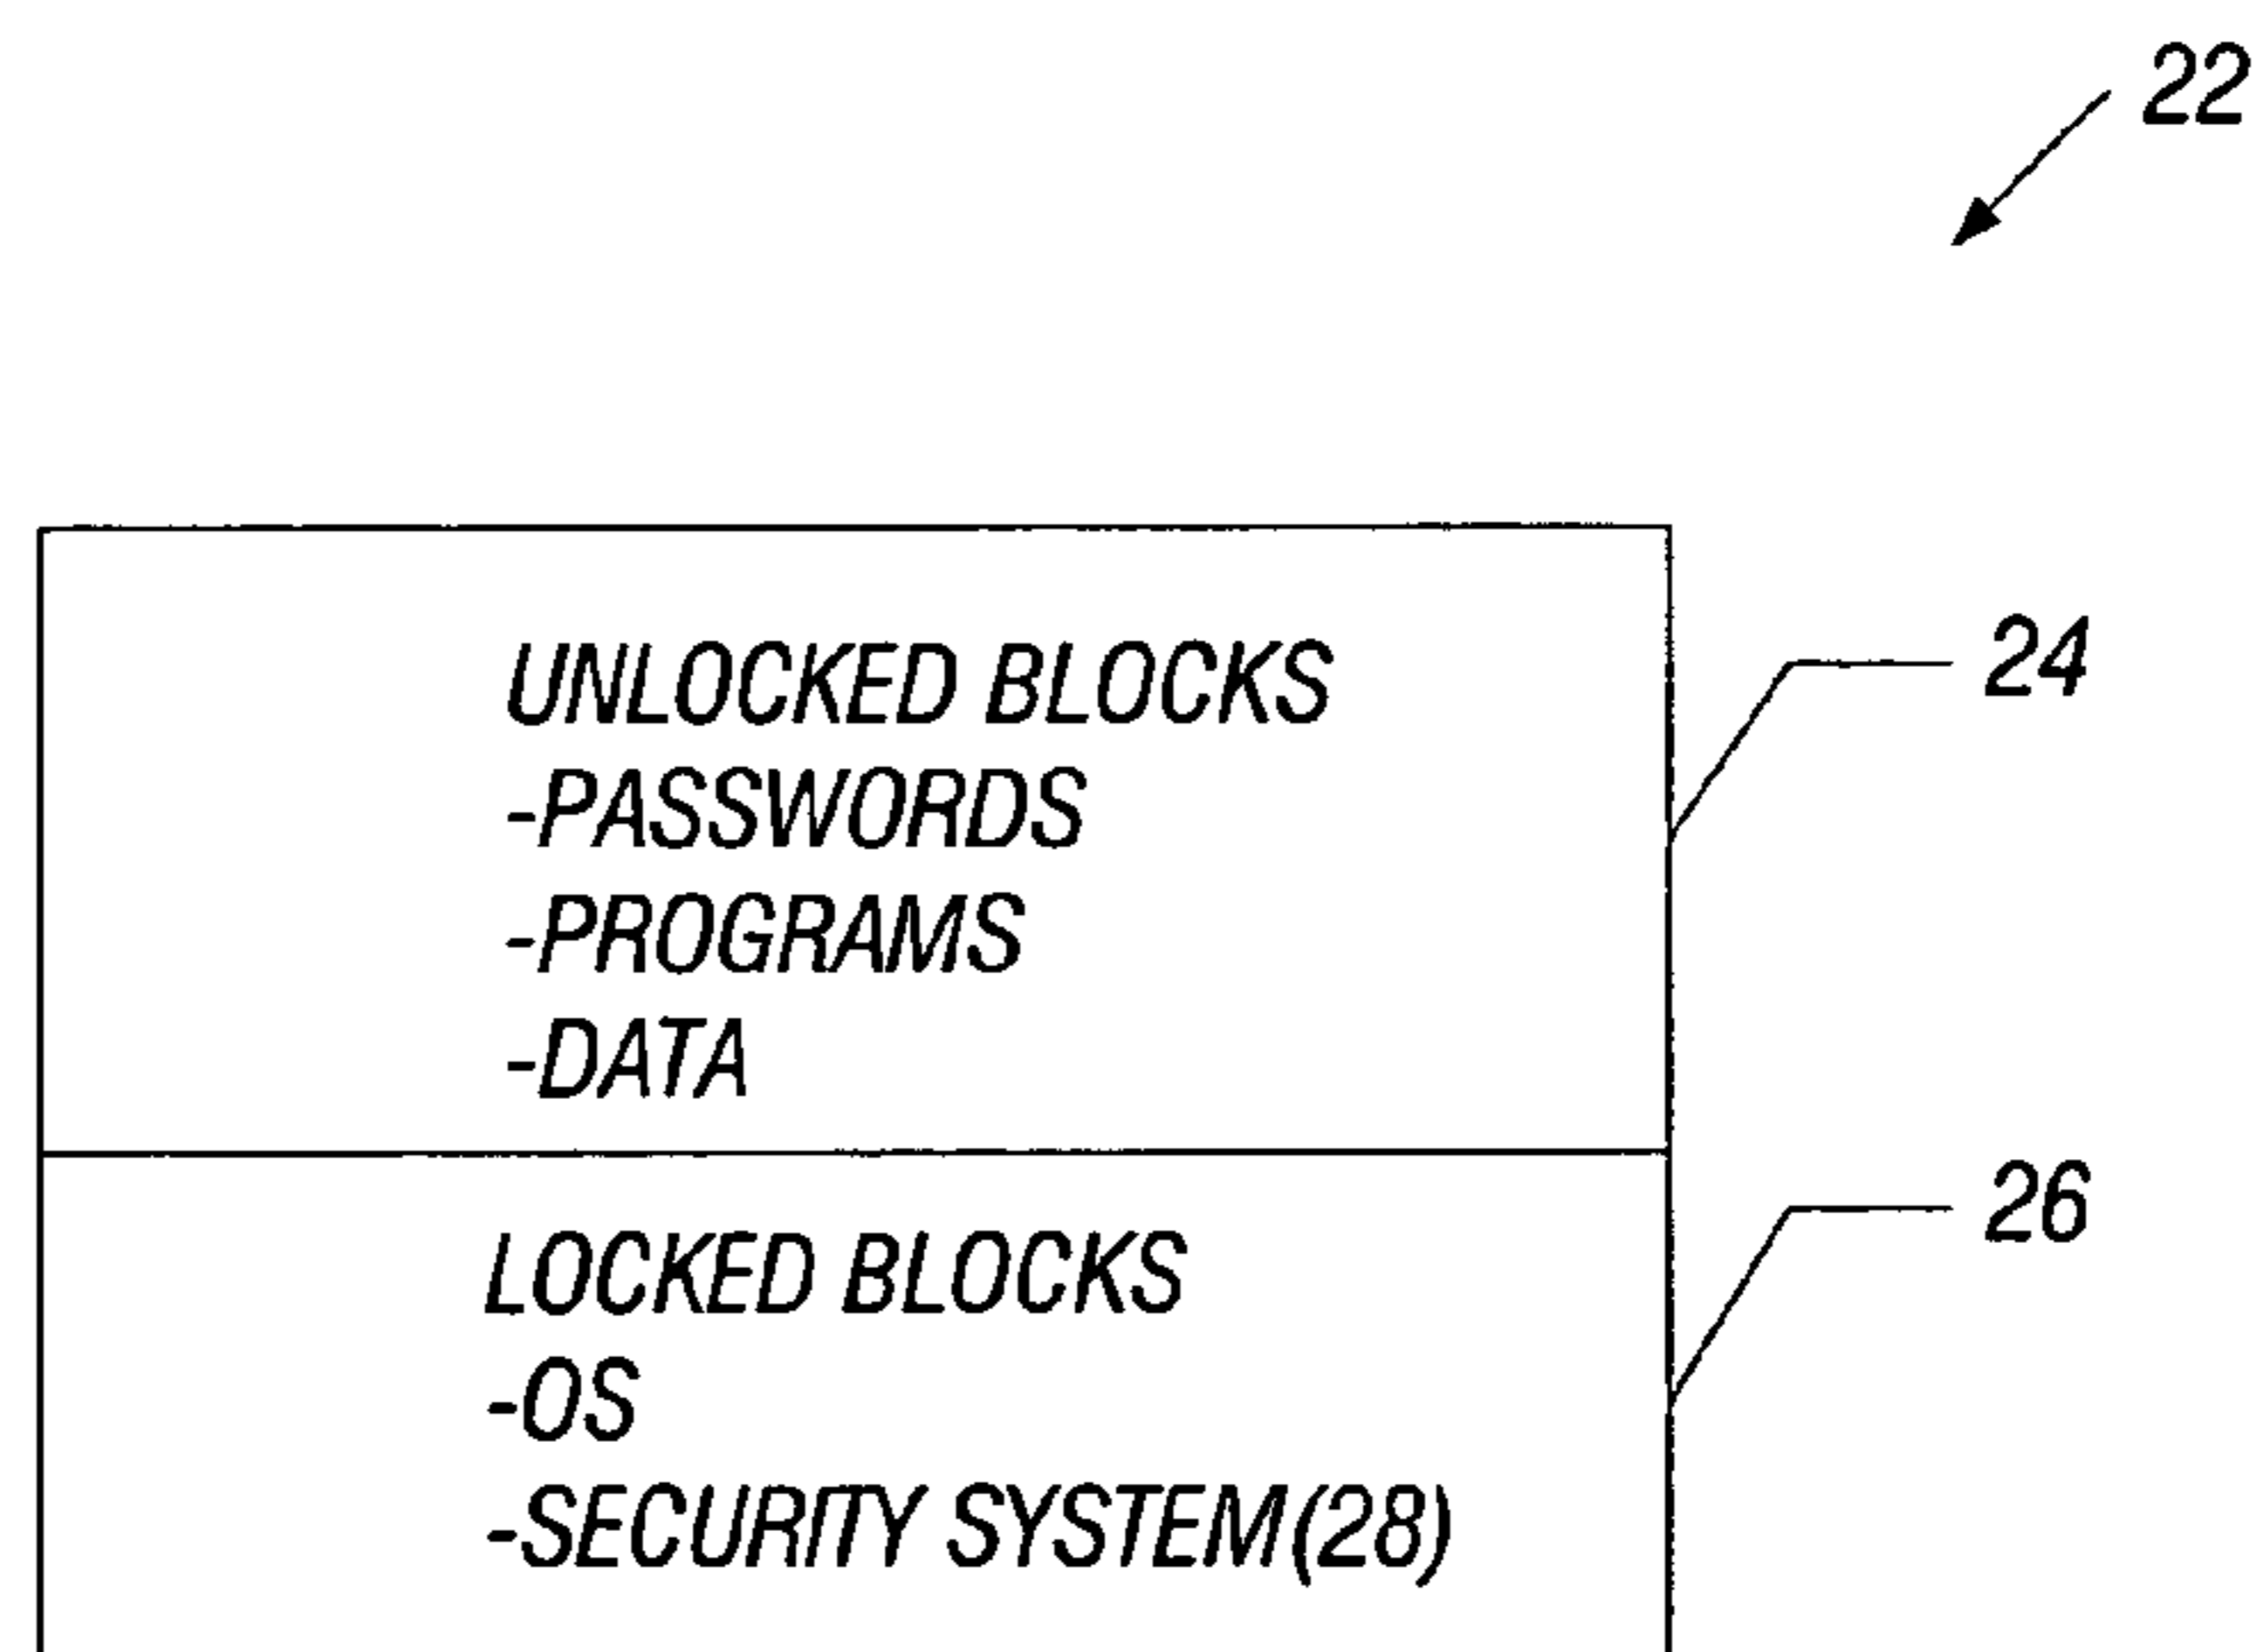 22
UNLOCKED BLOCKS
24
-PASSWORDS
-PROGRAMS
-DATA
LOCKED BLOCKS
26
-OS
-SECURITY SYSTEM(28)